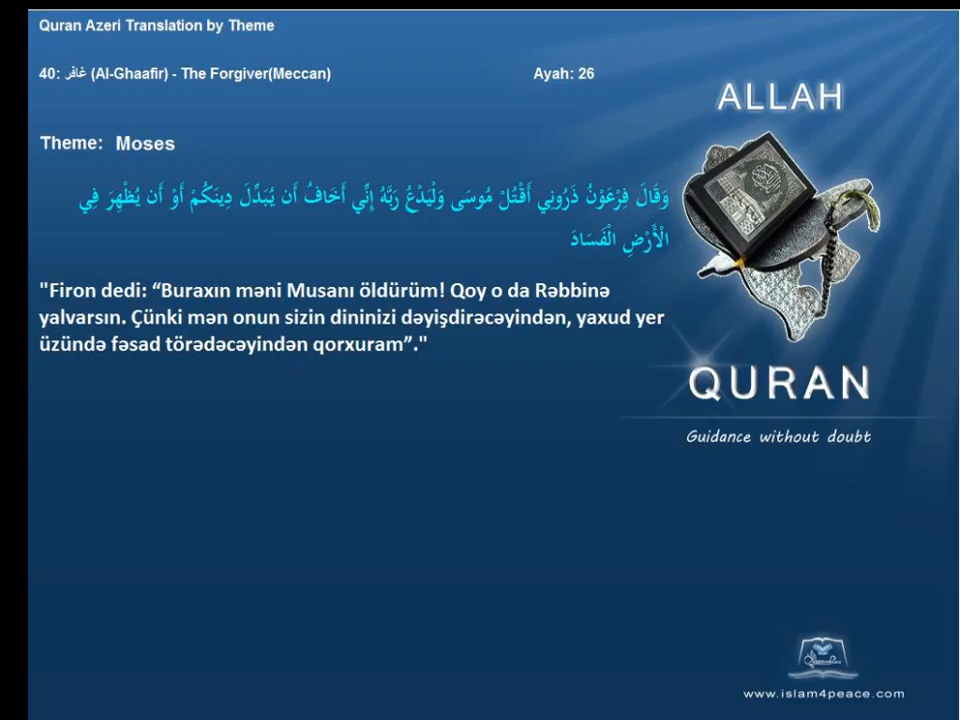 Quran Azeri Translation by Theme
40: غافر (Al-Ghaafir) - The Forgiver(Meccan)
Ayah: 26
ALLAH
Theme: Moses
وَقَالَ فِرْعَوْنُ ذَرُونِي أَقْتُلْ مُوسَى وَلْيَدْعُ رَبَّهُ إِنِّي أَخَافُ أَن يُبَدِّلَ دِينَكُمْ أَوْ أَن يُظْهِرَ فِي
الْأَرْضِ الْفَسَادَ
"Firon dedi: “Buraxın məni Musanı öldürüm! Qoy o da Rəbbinə
yalvarsın. Çünki mən onun sizin dininizi dəyişdirəcəyindən, yaxud yer
üzündə fəsad törədəcəyindən qorxuram”."
QURAN
Guidance without doubt
www.islam4peace.com